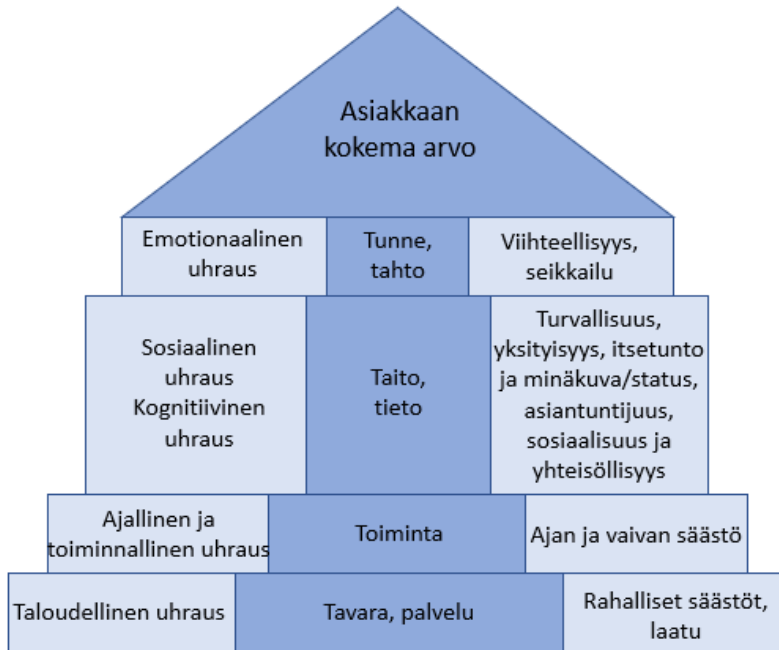 Asiakkaan
kokema arvo
Emotionaalinen
uhraus
Tunne,
tahto
Viihteellisyys,
seikkailu
Sosiaalinen
uhraus
Kognitiivinen
uhraus
Taito,
tieto
Turvallisuus,
yksityisyys, itsetunto
ja minäkuva/status,
asiantuntijuus,
sosiaalisuus ja
yhteisöllisyys
Ajallinen ja
toiminnallinen uhraus
Toiminta
Ajan ja vaivan säästö
Taloudellinen uhraus
Tavara, palvelu
Rahalliset säästöt,
laatu